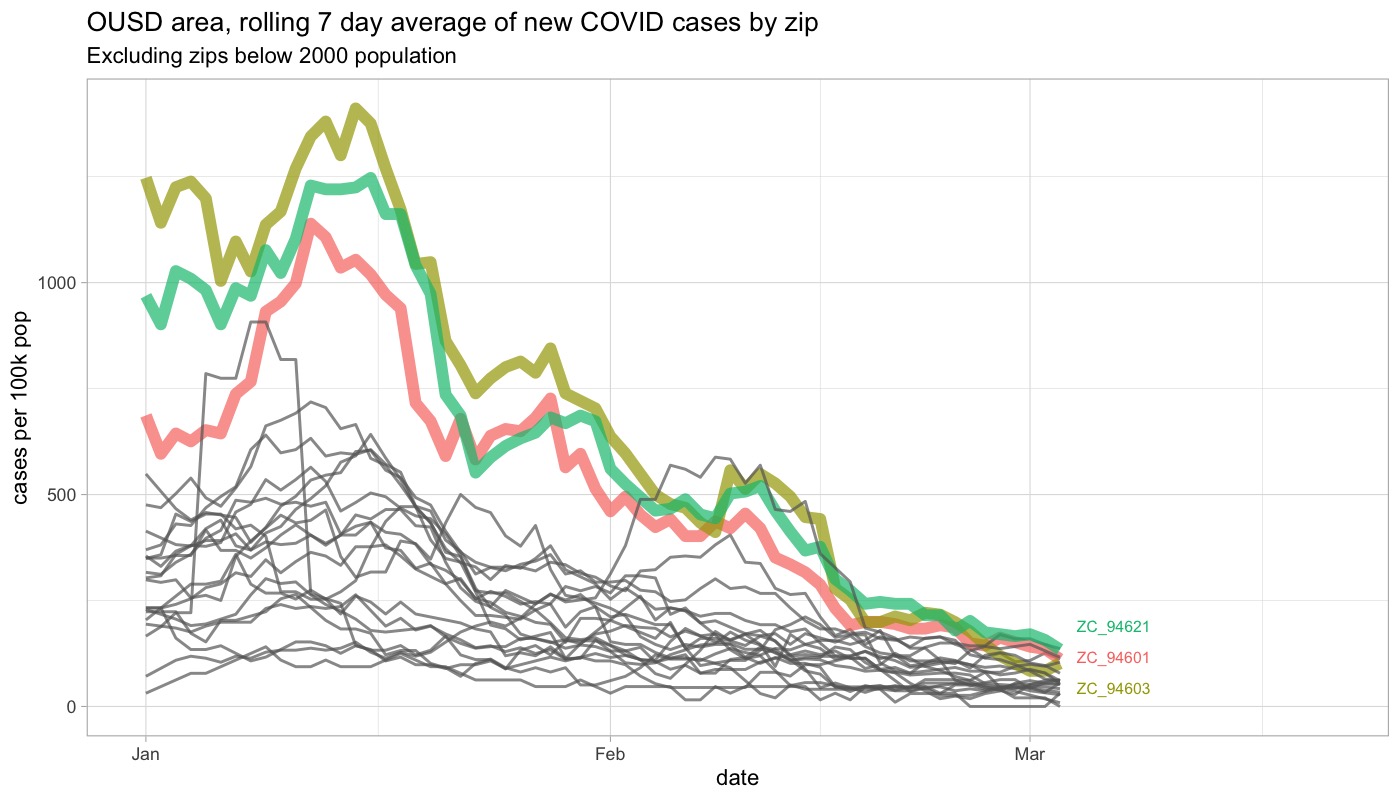 OUSD area, rolling 7 day average of new COVID cases by zip
Excluding zips below 2000 population
cases per 100k pop
1000
500
0
ZC_94621
ZC_94601
ZC_94603
Jan
Feb
Mar
date